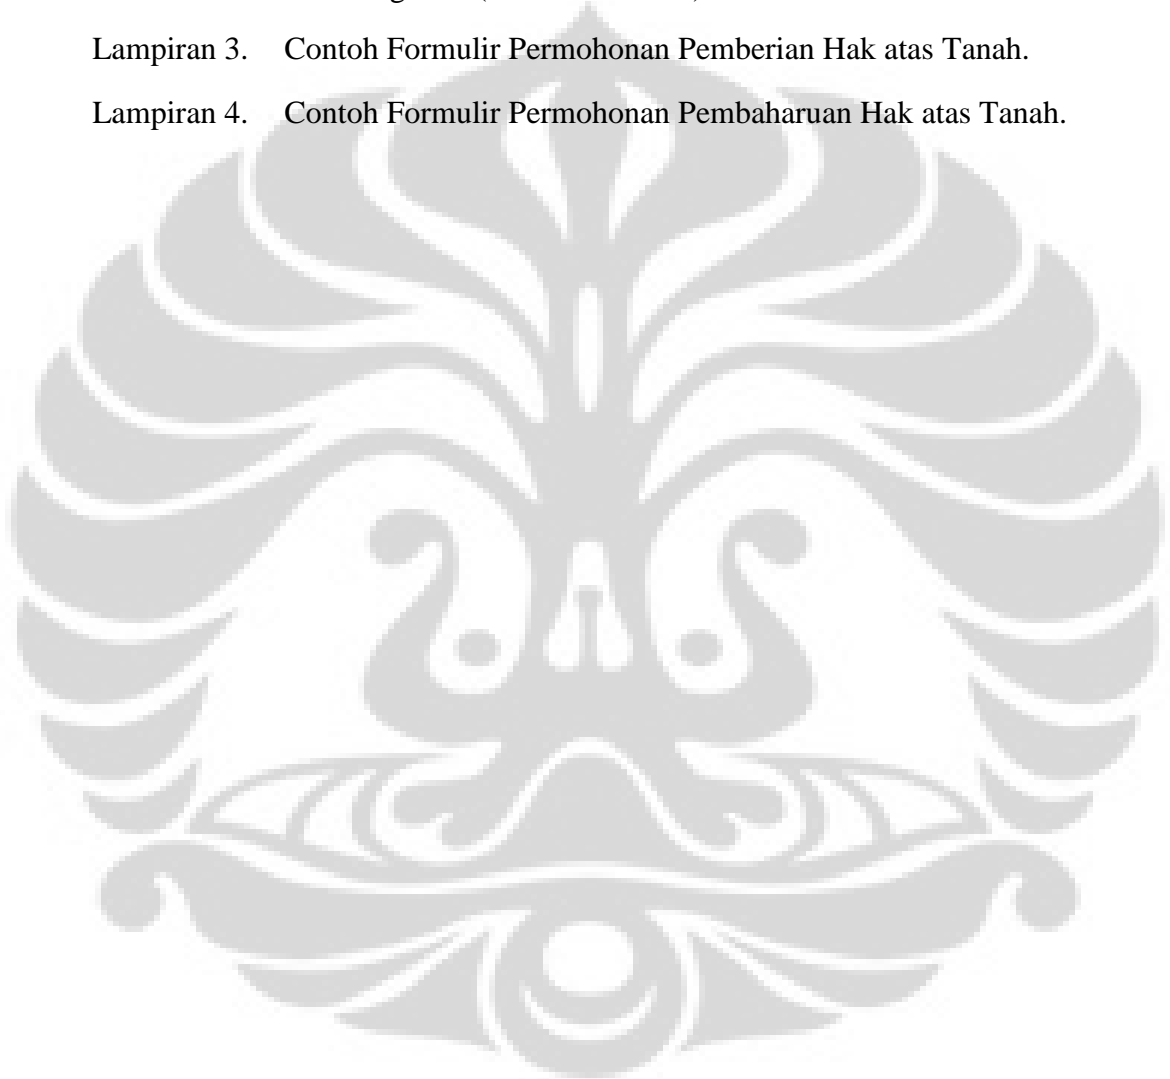 Lampiran 3. Contoh Formulir Permohonan Pemberian Hak atas Tanah.
Lampiran 4. Contoh Formulir Permohonan Pembaharuan Hak atas Tanah.